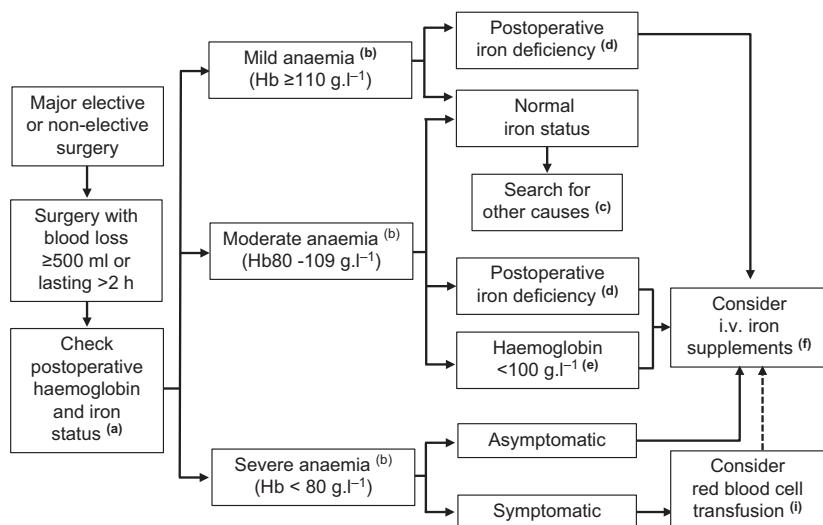 Major elective
or non-elective
surgery
Surgery with
blood loss
≥500 ml or
lasting >2 h
Check
postoperative
haemoglobin
and iron
status (a)
Mild anaemia (b)
(Hb ≥110 g.l–1)
Moderate anaemia (b)
(Hb80 -109 g.l–1)
Severe anaemia (b)
(Hb < 80 g.l–1)
Postoperative
iron deficiency (d)
Normal
iron status
Search for
other causes (c)
Postoperative
iron deficiency (d)
Haemoglobin
<100 g.l–1 (e)
Asymptomatic
Symptomatic
Consider
i.v. iron
supplements (f)
Consider
red blood cell
transfusion (i)